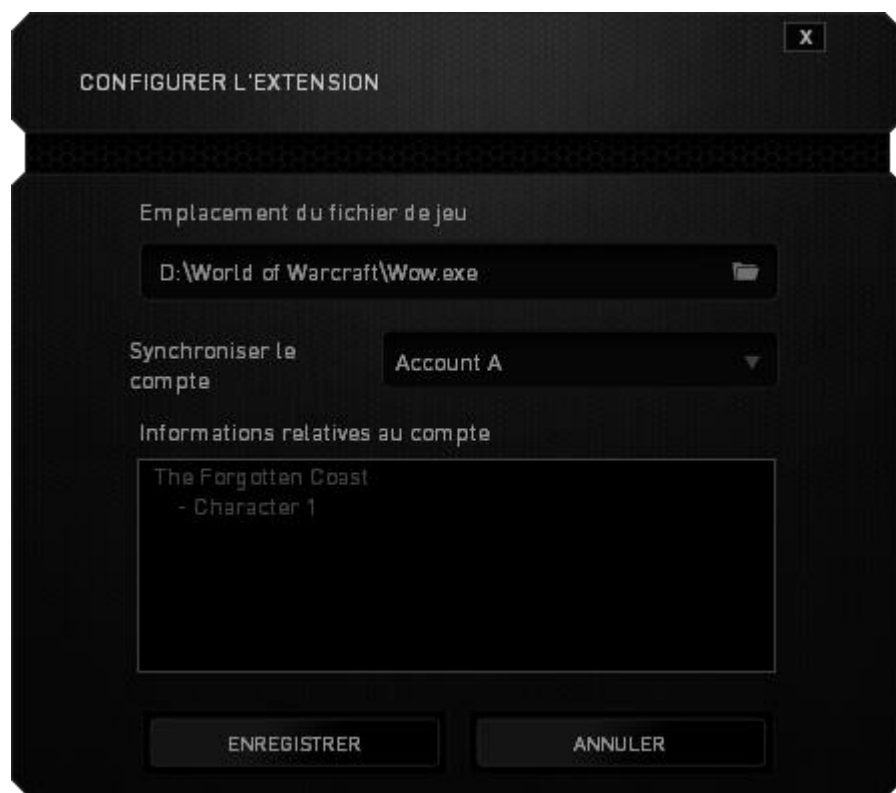 X
CONFIGURER L'EXTENSION
Emplacement du fichier de jeu
D:\World of Warcraft\Wow.exe
Synchroniser le
compte
Account A
Informations relatives au compte
The Forgotten Coast
- Character 1
ENREGISTRER
ANNULER